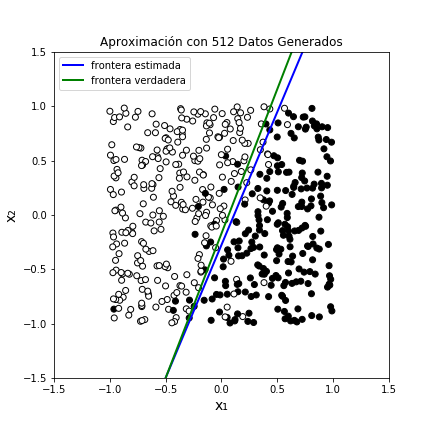 Aproximación con 512 Datos Generados
frontera estimada
frontera verdadera
1.5
1.0
0.5
0.0
−0.5
−1.0
−1.5
x₂
−1.5 −1.0 −0.5 0.0 0.5 1.0 1.5
x₁